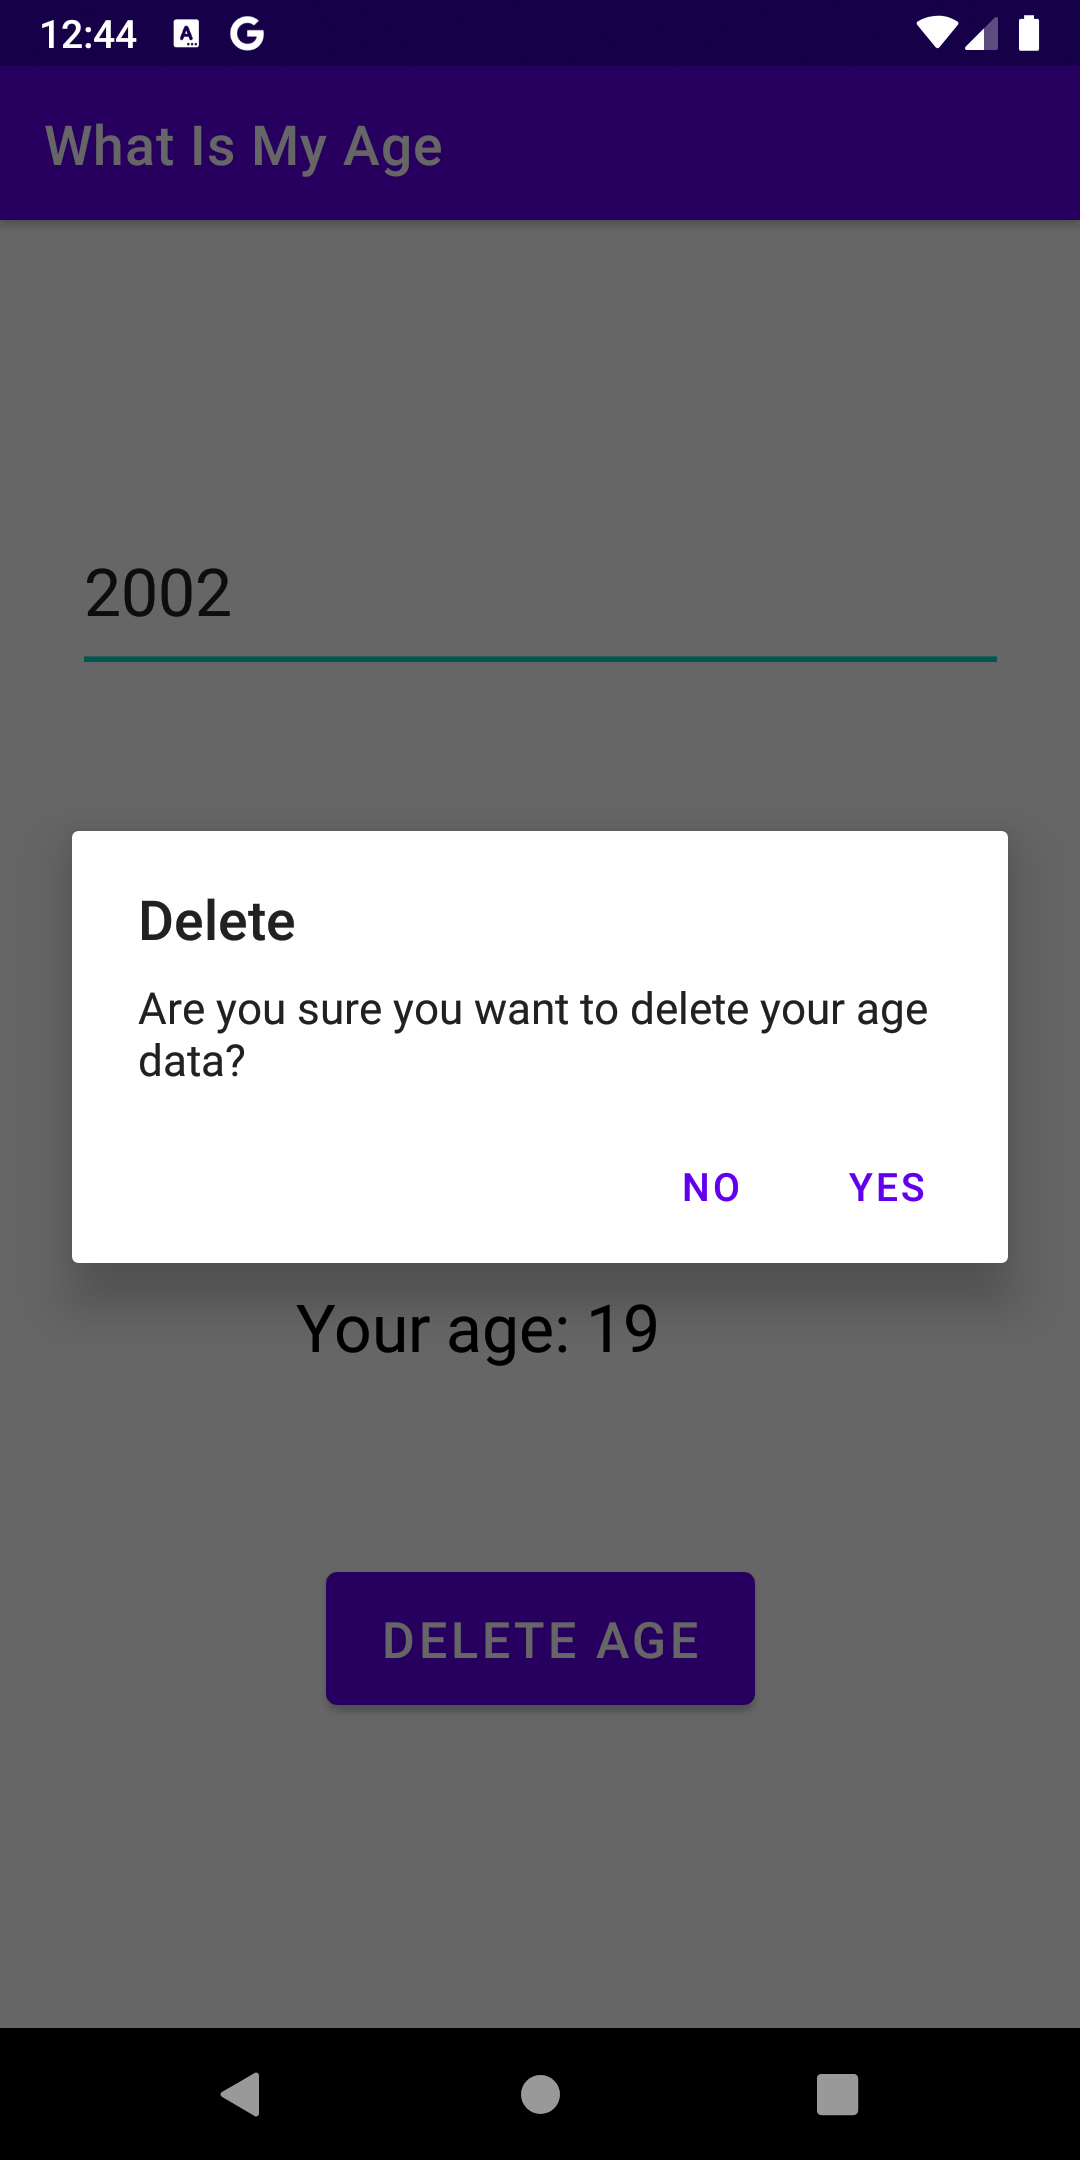 12:44
What Is My Age
2002
Delete
Are you sure you want to delete your age
data?
NO YES
Your age: 19
DELETE AGE